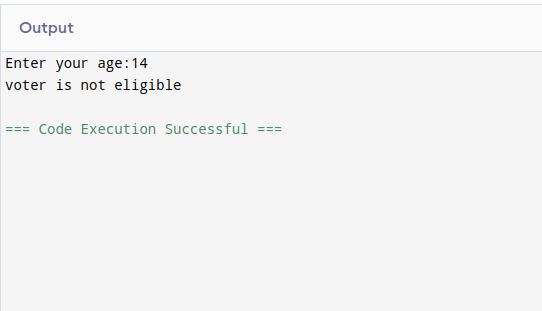 Output
Enter your age:14
voter is not eligible
=== Code Execution Successful ===